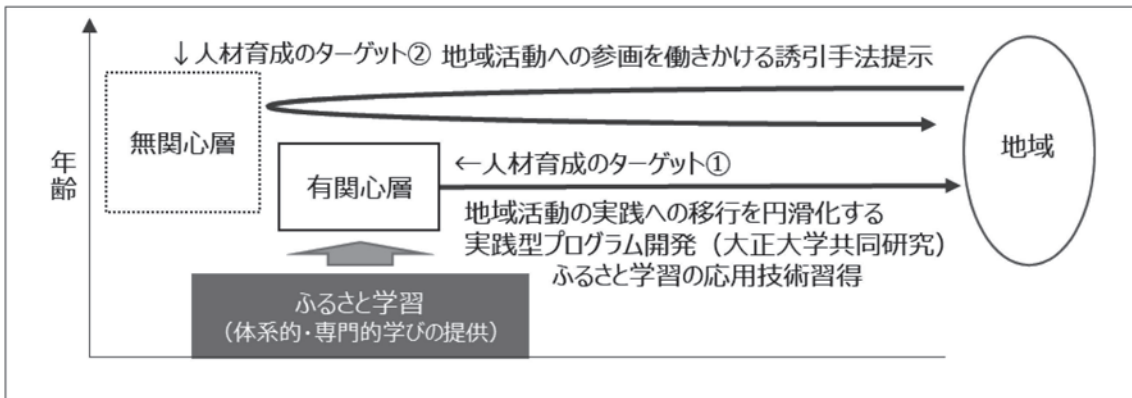 ↓人材育成のターゲット② 地域活動への参画を働きかける誘引手法提示
無関心層
年齢
有関心層
←人材育成のターゲット①
地域
地域活動の実践への移行を円滑化する
実践型プログラム開発（大正大学共同研究）
ふるさと学習の応用技術習得
ふるさと学習
（体系的・専門的学びの提供）